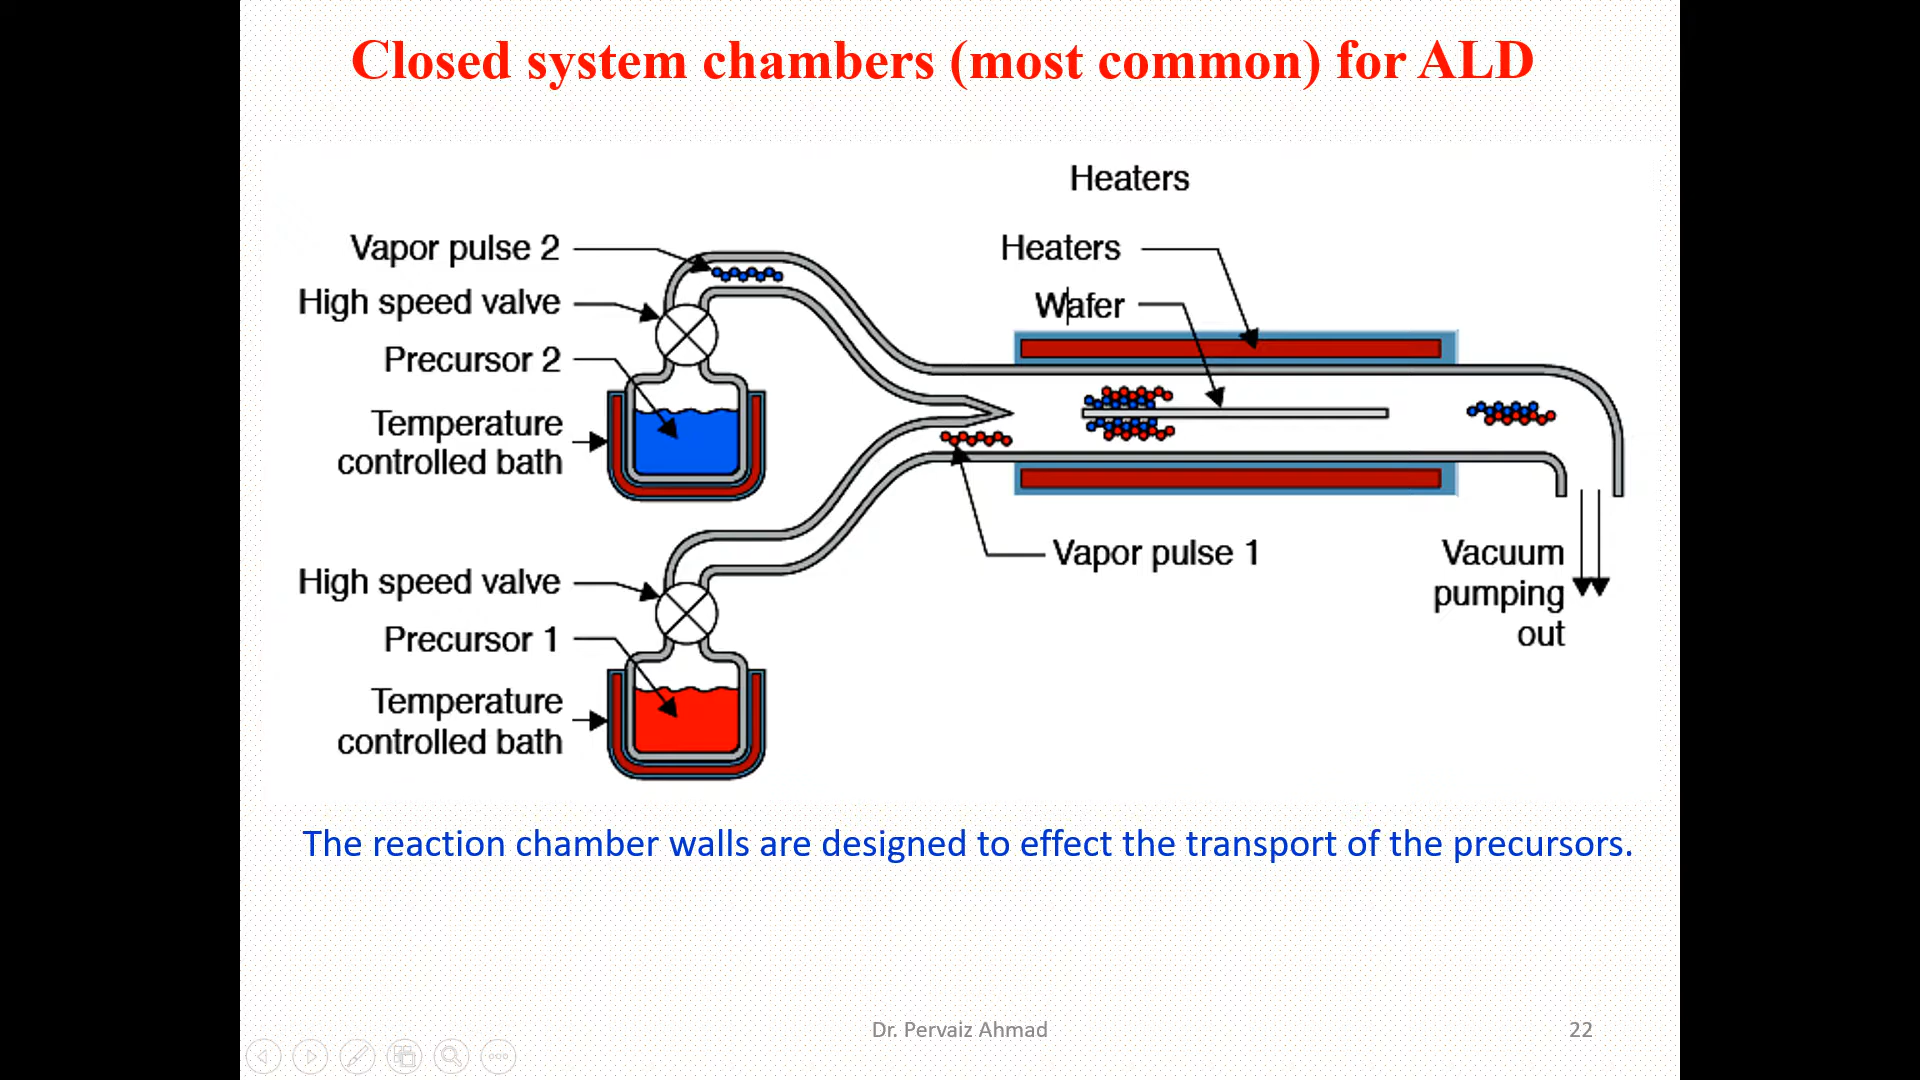 Closed system chambers (most common) for ALD
Heaters
Vapor pulse 2
Heaters
High speed valve
Wafer
Precursor 2
Temperature
controlled bath
Vapor pulse 1
Vacuum
pumping
out
High speed valve
Precursor 1
Temperature
controlled bath
The reaction chamber walls are designed to effect the transport of the precursors.
Dr. Pervaiz Ahmad
22